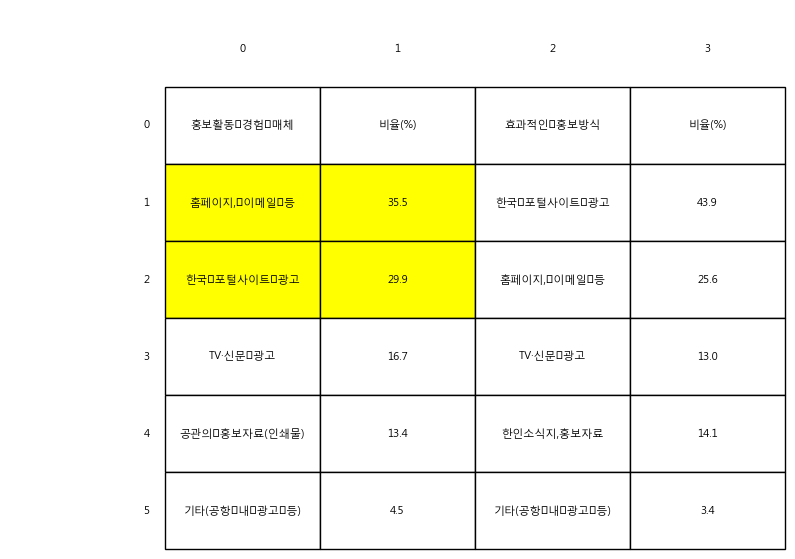 0 1 2 3
0 홍보활동 경험 매체 비율(%) 효과적인 홍보방식 비율(%)
1 홈페이지, 이메일 등 35.5 한국 포털사이트 광고 43.9
2 한국 포털사이트 광고 29.9 홈페이지, 이메일 등 25.6
3 TV·신문 광고 16.7 TV·신문 광고 13.0
4 공관의 홍보자료(인쇄물) 13.4 한인소식지,홍보자료 14.1
5 기타(공항 내 광고 등) 4.5 기타(공항 내 광고 등) 3.4